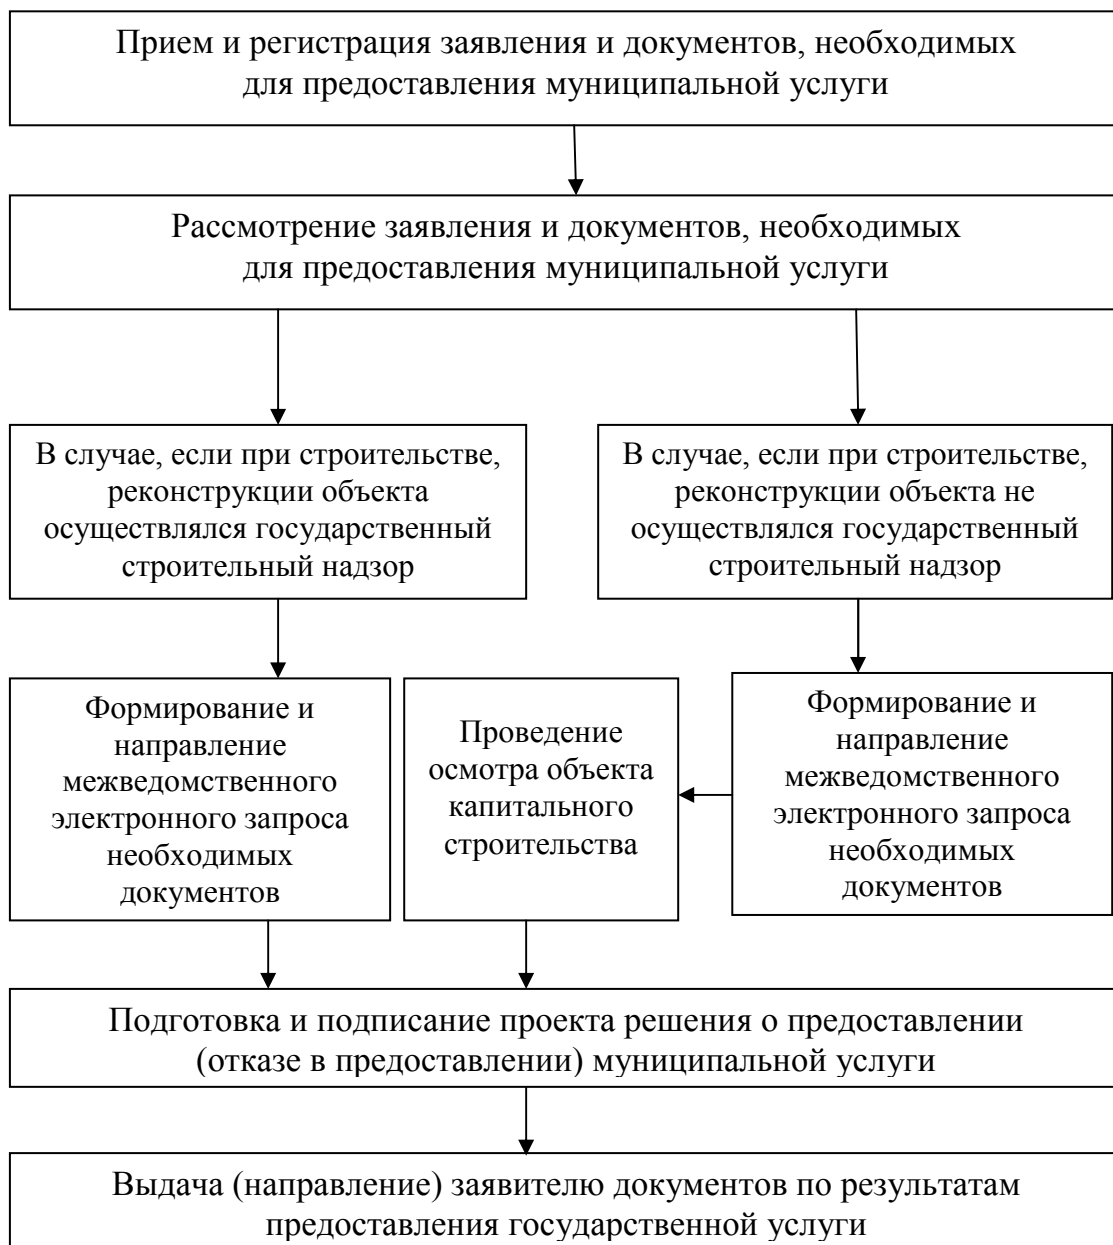 Прием и регистрация заявления и документов, необходимых
для предоставления муниципальной услуги
Рассмотрение заявления и документов, необходимых
для предоставления муниципальной услуги
В случае, если при строительстве,
реконструкции объекта
осуществлялся государственный
строительный надзор
В случае, если при строительстве,
реконструкции объекта не
осуществлялся государственный
строительный надзор
Формирование и
направление
межведомственного
электронного запроса
необходимых
документов
Проведение
осмотра объекта
капитального
строительства
Формирование и
направление
межведомственного
электронного запроса
необходимых
документов
Подготовка и подписание проекта решения о предоставлении
(отказе в предоставлении) муниципальной услуги
Выдача (направление) заявителю документов по результатам
предоставления государственной услуги